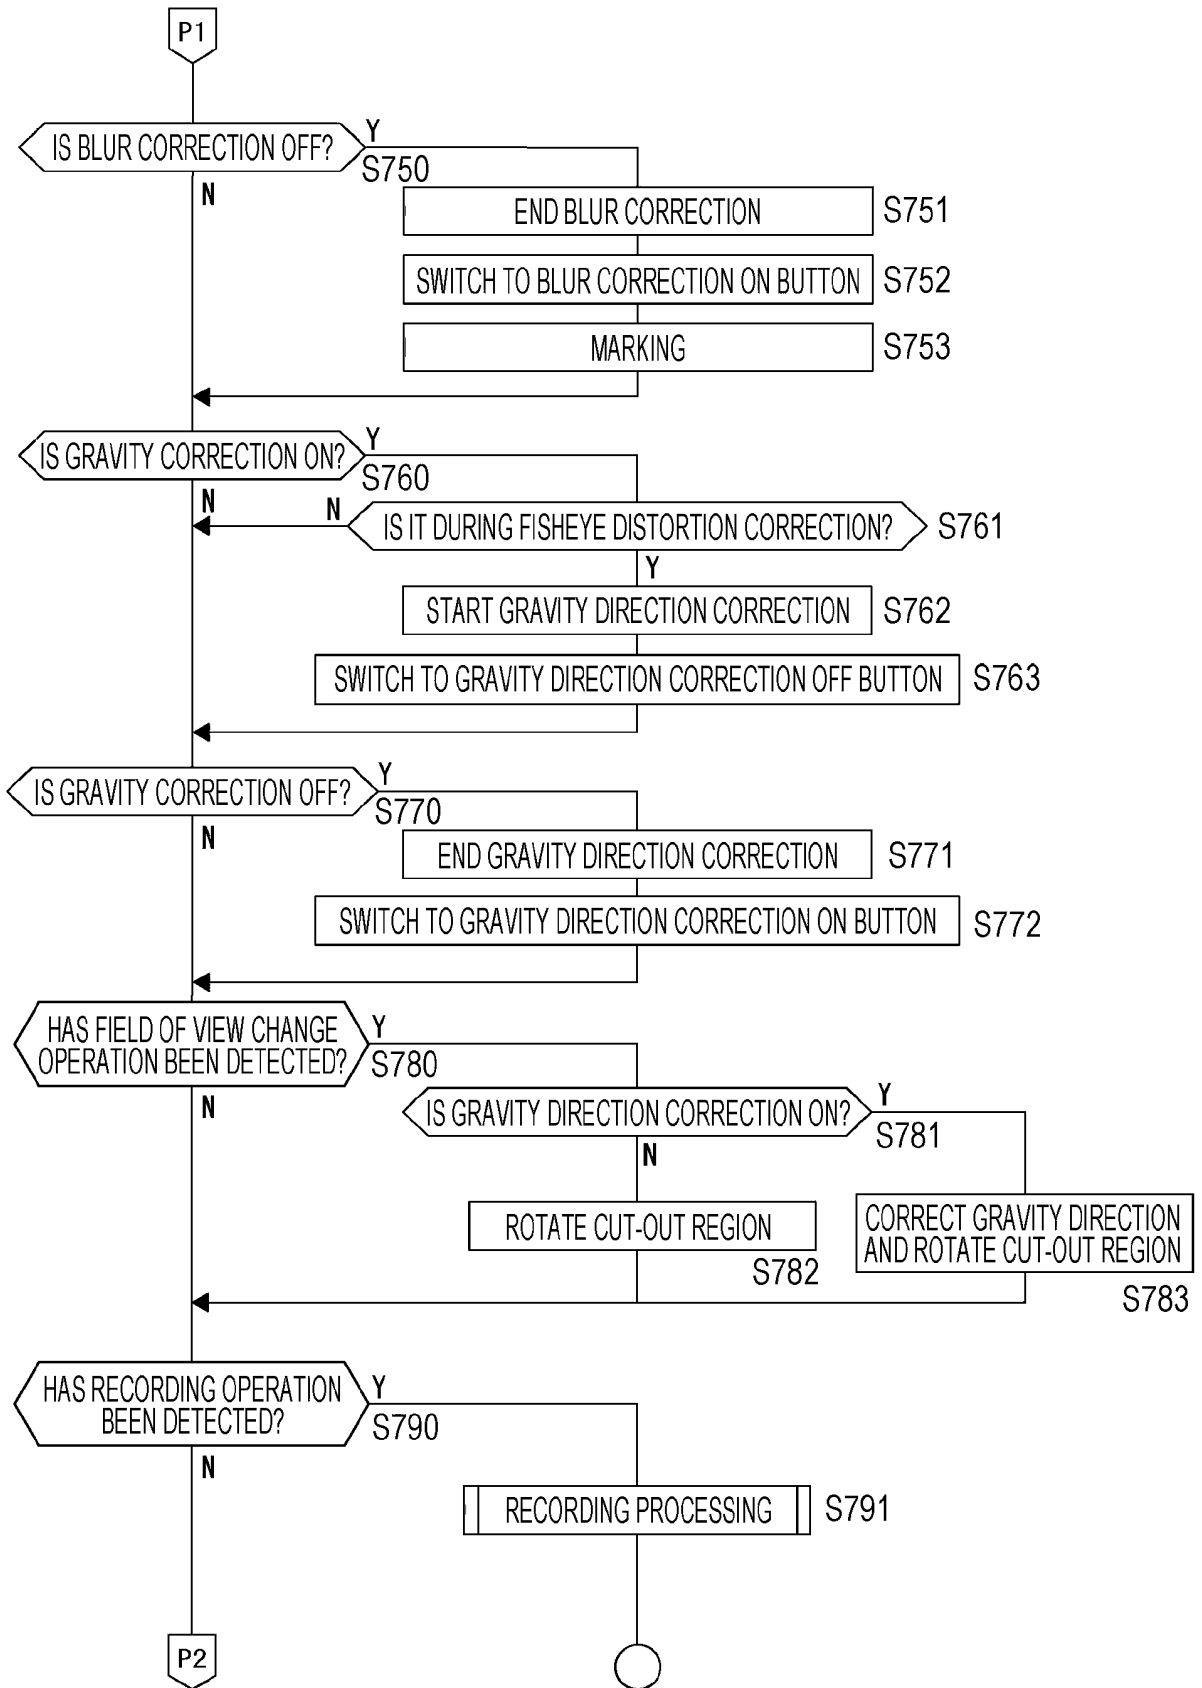 P1
IS BLUR CORRECTION OFF?
Y
S750
N
END BLUR CORRECTION
S751
SWITCH TO BLUR CORRECTION ON BUTTON
S752
MARKING
S753
IS GRAVITY CORRECTION ON?
Y
S760
N
N
IS IT DURING FISHEYE DISTORTION CORRECTION?
S761
Y
START GRAVITY DIRECTION CORRECTION
S762
SWITCH TO GRAVITY DIRECTION CORRECTION OFF BUTTON
S763
IS GRAVITY CORRECTION OFF?
Y
S770
N
END GRAVITY DIRECTION CORRECTION
S771
SWITCH TO GRAVITY DIRECTION CORRECTION ON BUTTON
S772
HAS FIELD OF VIEW CHANGE
OPERATION BEEN DETECTED?
Y
S780
N
IS GRAVITY DIRECTION CORRECTION ON?
Y
S781
N
ROTATE CUT-OUT REGION
S782
CORRECT GRAVITY DIRECTION
AND ROTATE CUT-OUT REGION
S783
HAS RECORDING OPERATION
BEEN DETECTED?
Y
S790
N
RECORDING PROCESSING
S791
P2